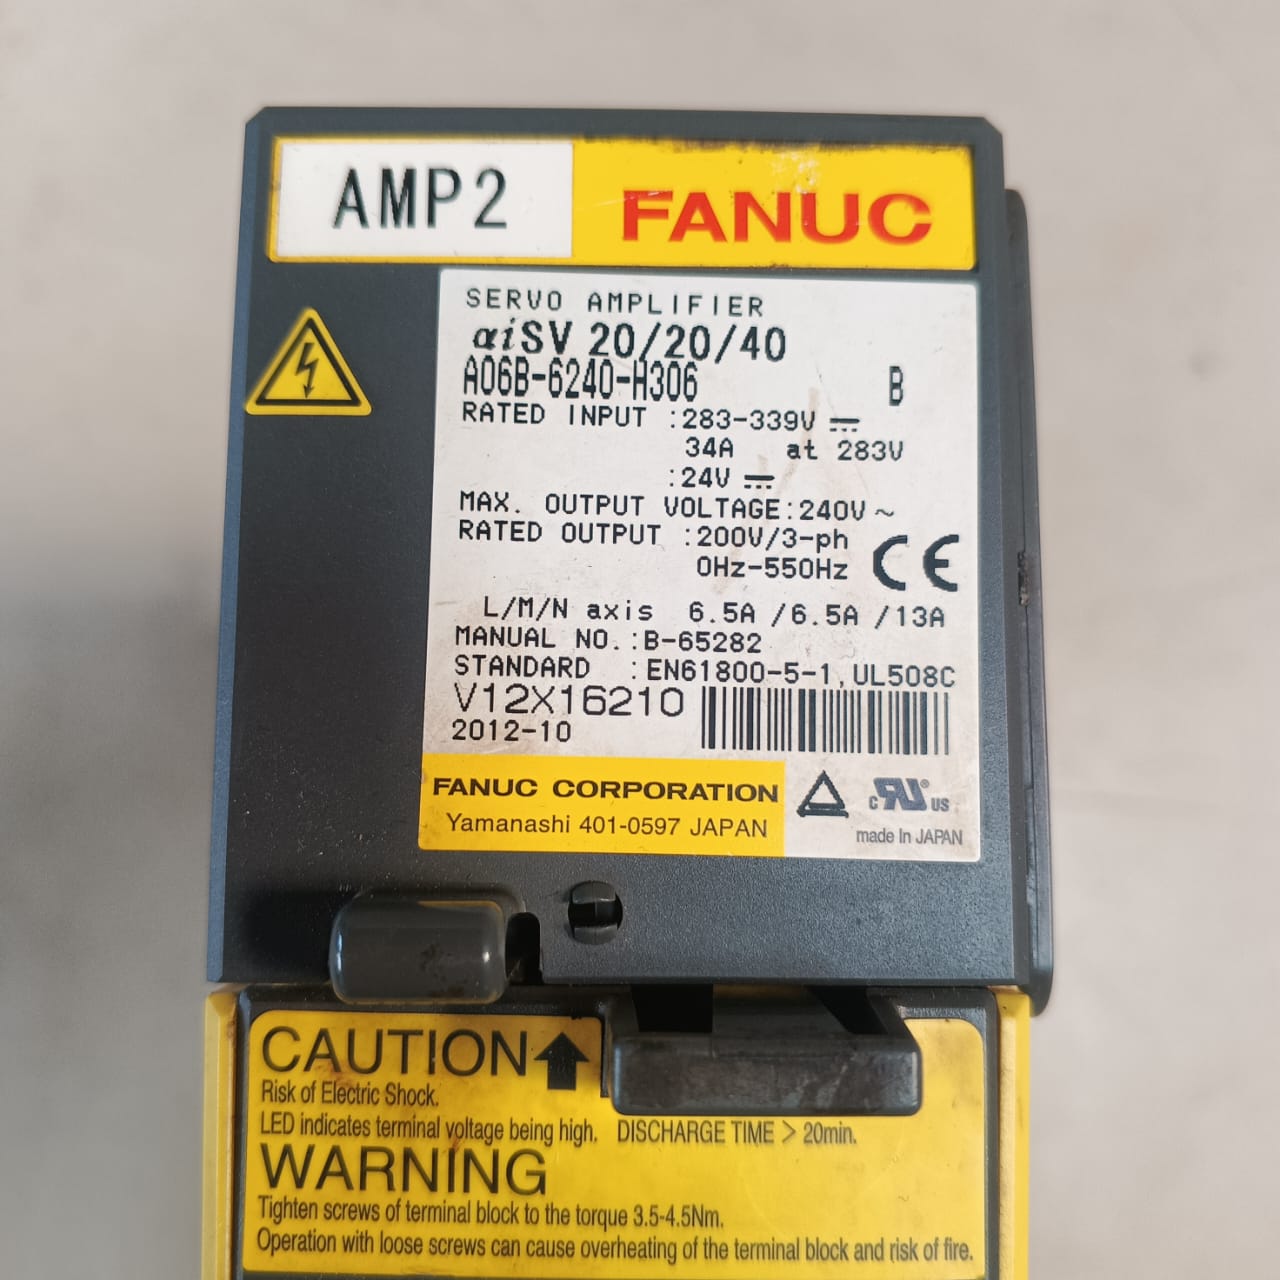 AMP2
FANUC
SERVO AMPLIFIER
αiSV 20/20/40
A06B-6240-H306 B
RATED INPUT :283-339V
34A at 283V
:24V
MAX. OUTPUT VOLTAGE:240V~
RATED OUTPUT :200V/3-ph
0Hz-550Hz
CE
L/M/N axis 6.5A /6.5A /13A
MANUAL NO.:B-65282
STANDARD :EN61800-5-1,UL508C
V12X16210
2012-10
FANUC CORPORATION
Yamanashi 401-0597 JAPAN
c RU US
made in JAPAN
CAUTION
Risk of Electric Shock.
LED indicates terminal voltage being high. DISCHARGE TIME > 20min.
WARNING
Tighten screws of terminal block to the torque 3.5-4.5Nm.
Operation with loose screws can cause overheating of the terminal block and risk of fire.